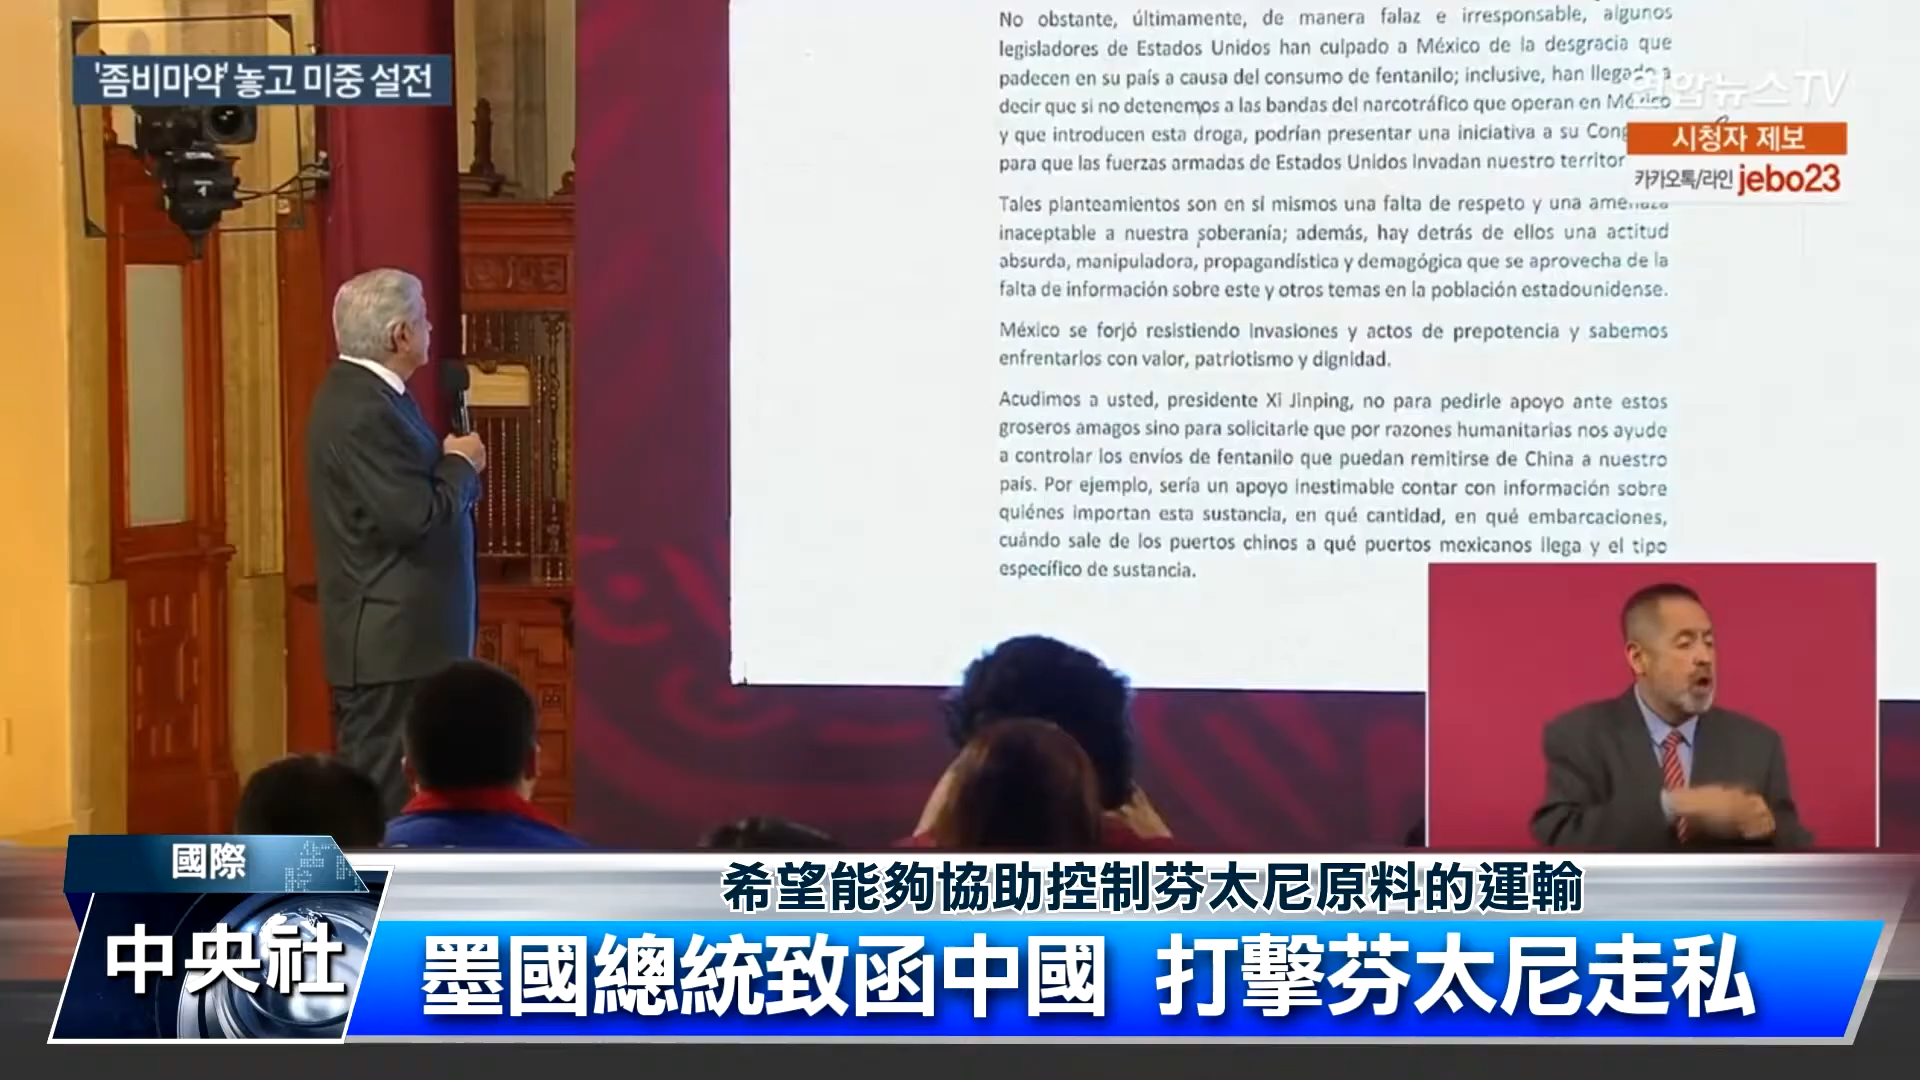 '좀비마약' 놓고 미중 설전
연합뉴스TV
시청자 제보
카카오톡/라인 jebo23
No obstante, últimamente, de manera falaz e irresponsable, algunos
legisladores de Estados Unidos han culpado a México de la desgracia que
padecen en su país a causa del consumo de fentanilo; inclusive, han llegado a
decir que si no detenemos a las bandas del narcotráfico que operan en México
y que introducen esta droga, podrían presentar una iniciativa a su Cong
para que las fuerzas armadas de Estados Unidos invadan nuestro territor
Tales planteamientos son en sí mismos una falta de respeto y una amenaza
inaceptable a nuestra soberanía; además, hay detrás de ellos una actitud
absurda, manipuladora, propagandística y demagógica que se aprovecha de la
falta de información sobre este y otros temas en la población estadounidense.
México se forjó resistiendo invasiones y actos de prepotencia y sabemos
enfrentarlos con valor, patriotismo y dignidad.
Acudimos a usted, presidente Xi Jinping, no para pedirle apoyo ante estos
groseros amagos sino para solicitarle que por razones humanitarias nos ayude
a controlar los envíos de fentanilo que puedan remitirse de China a nuestro
país. Por ejemplo, sería un apoyo inestimable contar con información sobre
quiénes importan esta sustancia, en qué cantidad, en qué embarcaciones,
cuándo sale de los puertos chinos a qué puertos mexicanos llega y el tipo
específico de sustancia.
國際
中央社
希望能夠協助控制芬太尼原料的運輸
墨國總統致函中國 打擊芬太尼走私